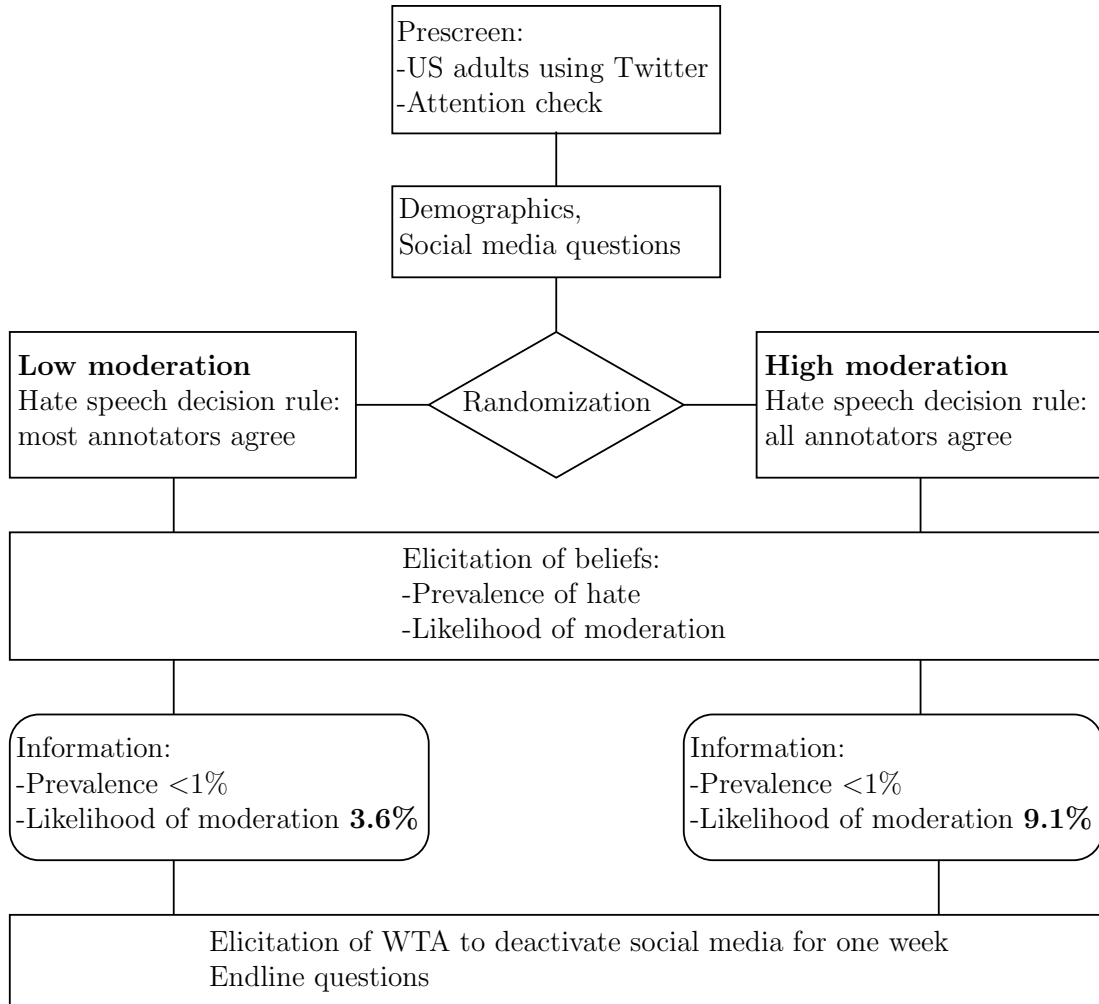 Prescreen:
-US adults using Twitter
-Attention check
Demographics,
Social media questions
Low moderation
Hate speech decision rule:
most annotators agree
Randomization
High moderation
Hate speech decision rule:
all annotators agree
Elicitation of beliefs:
-Prevalence of hate
-Likelihood of moderation
Information:
-Prevalence <1%
-Likelihood of moderation 3.6%
Information:
-Prevalence <1%
-Likelihood of moderation 9.1%
Elicitation of WTA to deactivate social media for one week
Endline questions